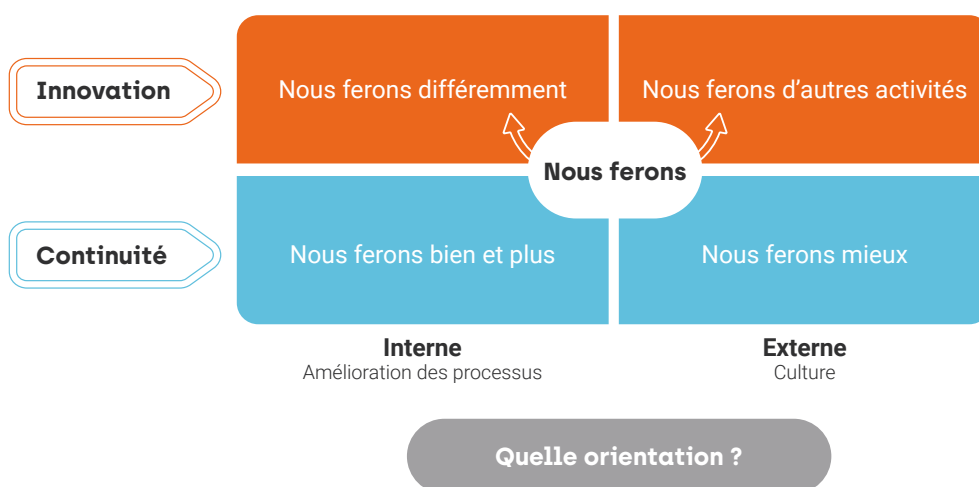 Innovation
Nous ferons différemment
Nous ferons d'autres activités
Nous ferons
Continuité
Nous ferons bien et plus
Nous ferons mieux
Interne
Amélioration des processus
Externe
Culture
Quelle orientation ?